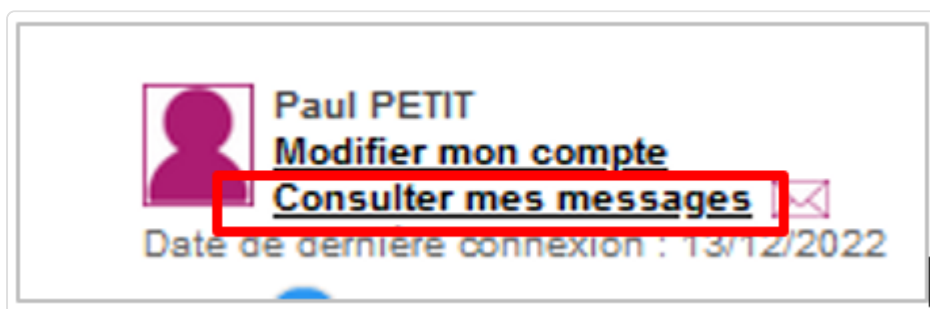 Paul PETIT
Modifier mon compte
Consulter mes messages
Date de dernière connexion : 13/12/2022